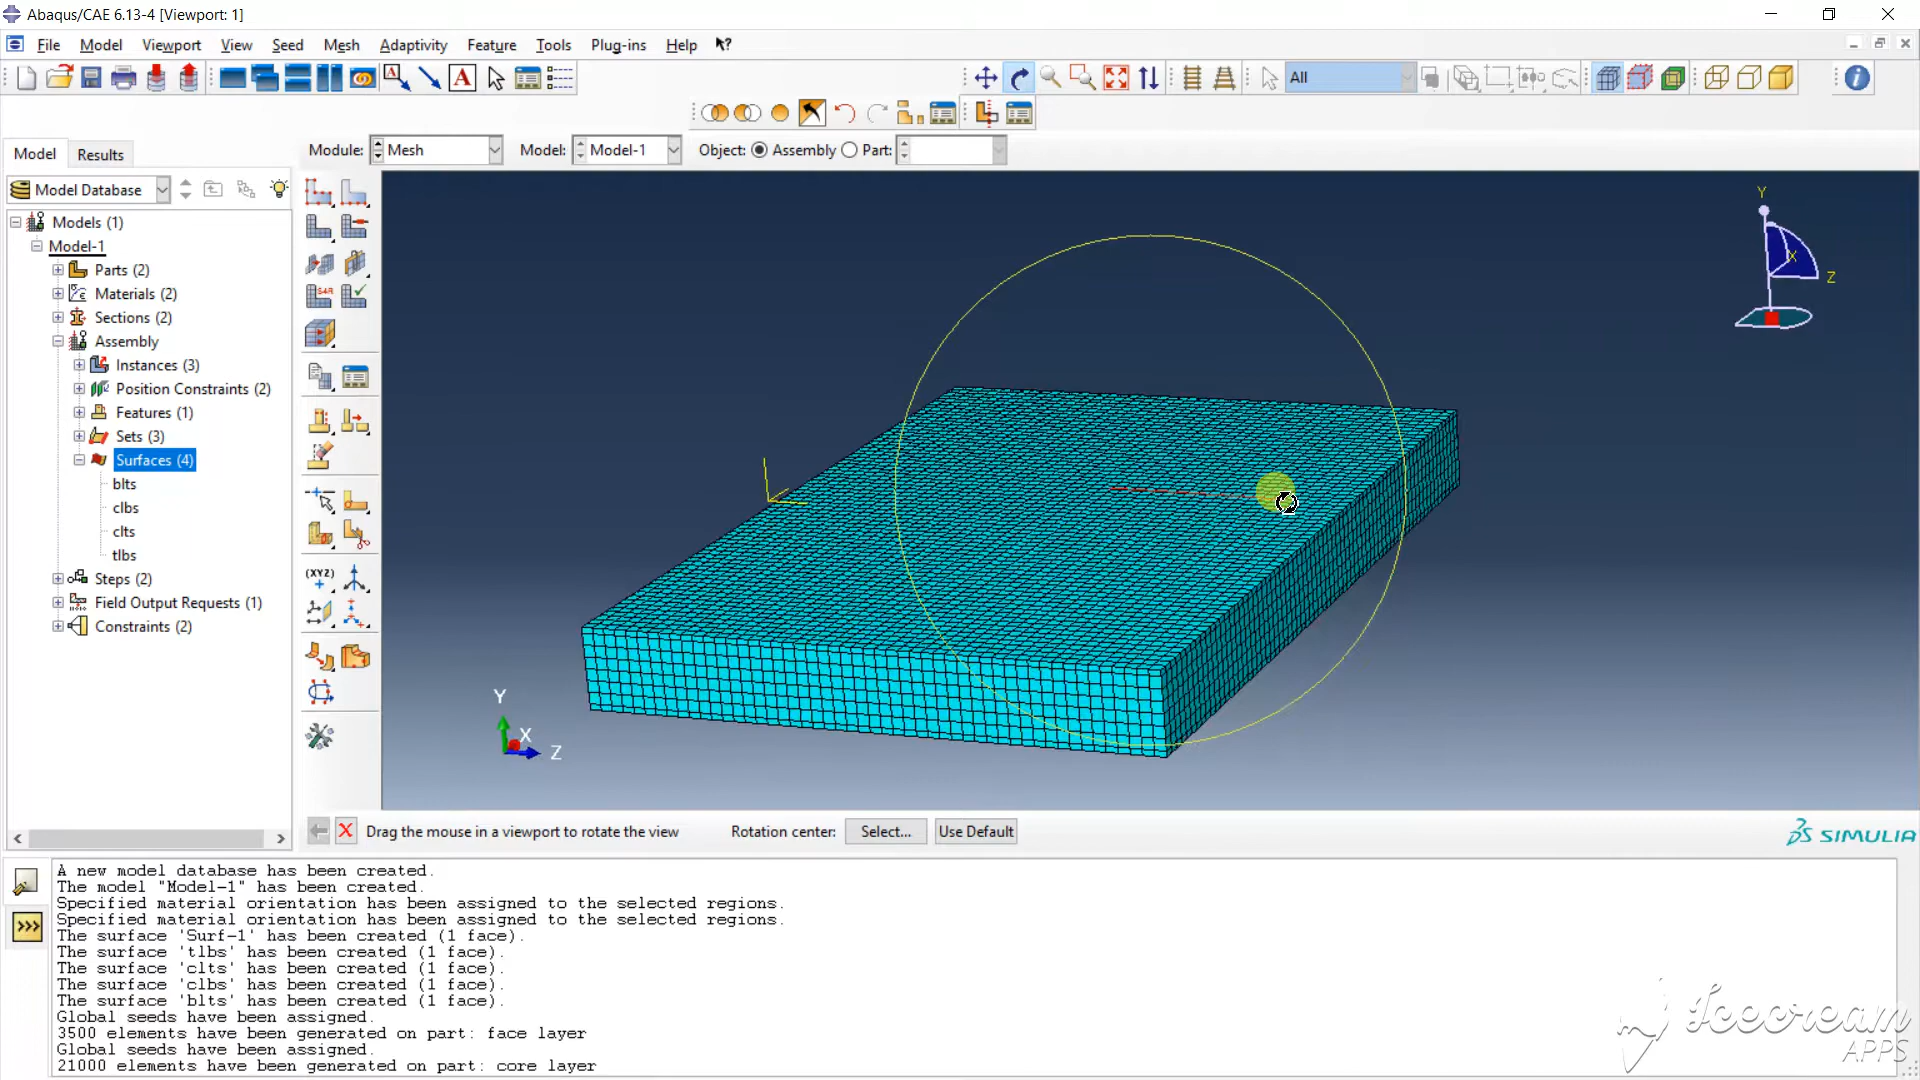 Abaqus/CAE 6.13-4 [Viewport: 1]
File Model Viewport View Seed Mesh Adaptivity Feature Tools Plug-ins Help
All
Model Results
Module: Mesh Model: Model-1 Object: Assembly Part:
Model Database
Models (1)
Model-1
Parts (2)
Materials (2)
Sections (2)
Assembly
Instances (3)
Position Constraints (2)
Features (1)
Sets (3)
Surfaces (4)
blts
clbs
clts
tlbs
Steps (2)
Field Output Requests (1)
Constraints (2)
S4R
(XYZ)
Y
X
Z
Y
X
Z
Drag the mouse in a viewport to rotate the view Rotation center: Select... Use Default
SIMULIA
A new model database has been created.
The model "Model-1" has been created.
Specified material orientation has been assigned to the selected regions.
Specified material orientation has been assigned to the selected regions.
The surface 'Surf-1' has been created (1 face).
The surface 'tlbs' has been created (1 face).
The surface 'clts' has been created (1 face).
The surface 'clbs' has been created (1 face).
The surface 'blts' has been created (1 face).
Global seeds have been assigned.
3500 elements have been generated on part: face layer
Global seeds have been assigned.
21000 elements have been generated on part: core layer
Icecream
APPS